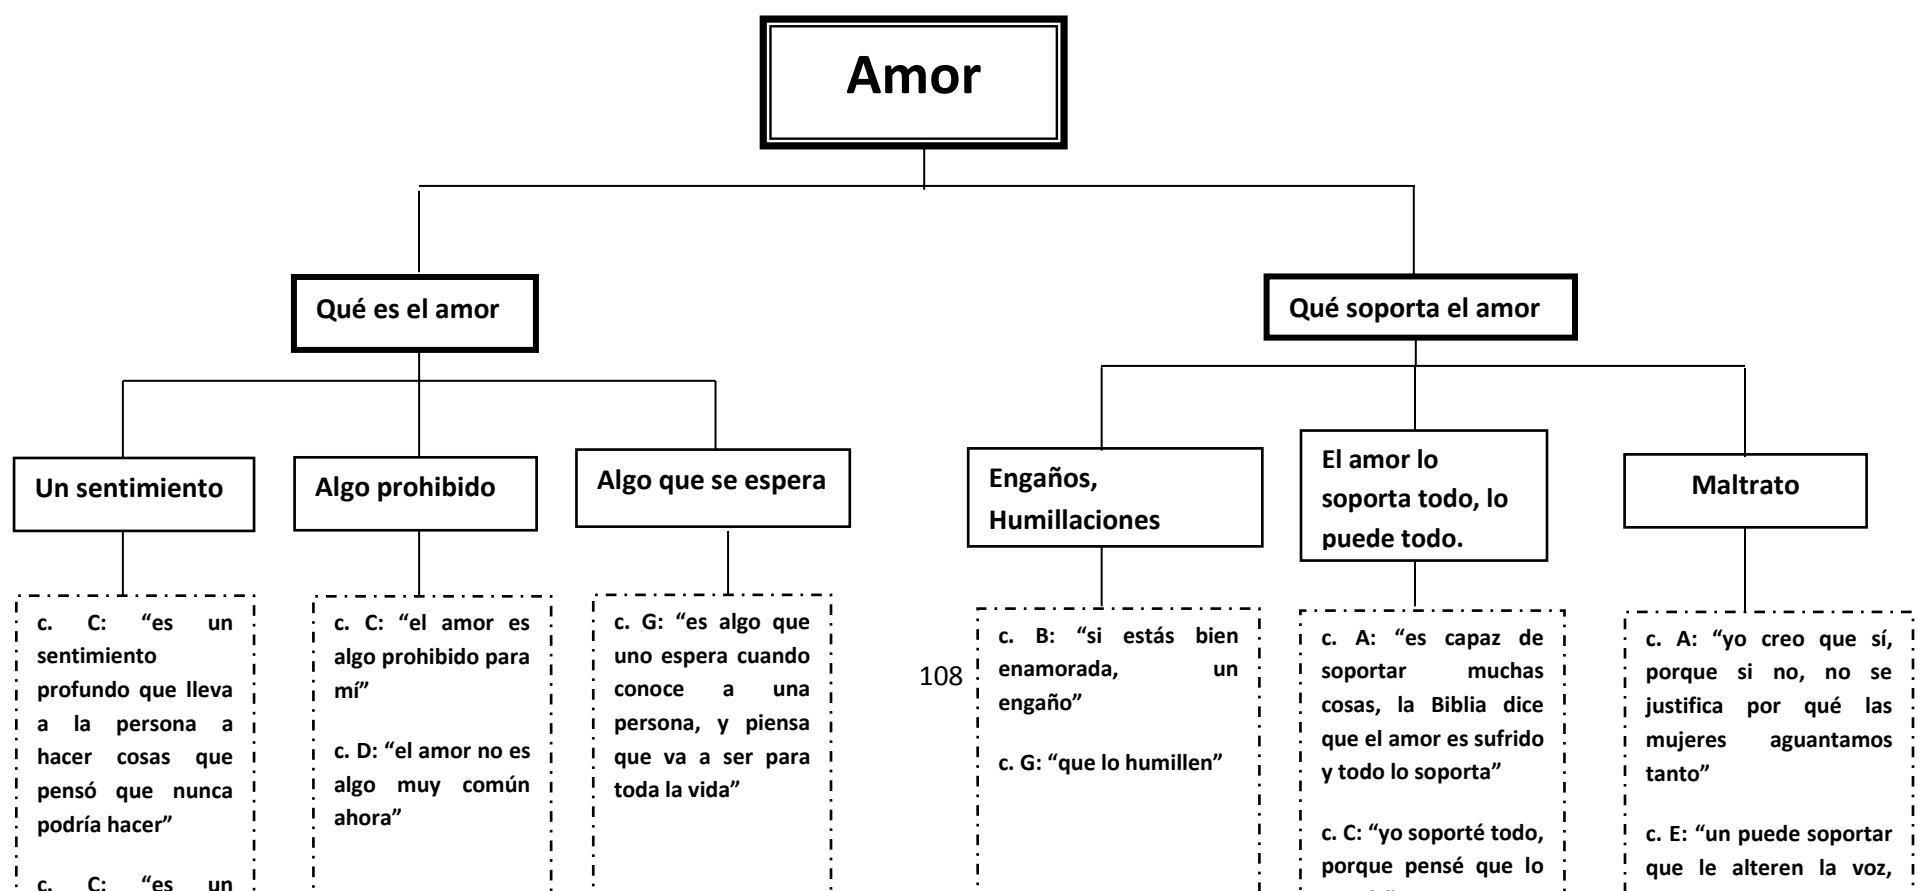 Amor
Qué es el amor
Qué soporta el amor
Un sentimiento
Algo prohibido
Algo que se espera
Engaños,
Humillaciones
El amor lo
soporta todo, lo
puede todo.
Maltrato
c. C: “es un
sentimiento
profundo que lleva
a la persona a
hacer cosas que
pensó que nunca
podría hacer”
c. C: “es un
c. C: “el amor es
algo prohibido para
mí”
c. D: “el amor no es
algo muy común
ahora”
c. G: “es algo que
uno espera cuando
conoce a una
persona, y piensa
que va a ser para
toda la vida”
108
c. B: “si estás bien
enamorada, un
engaño”
c. G: “que lo humillen”
c. A: “es capaz de
soportar muchas
cosas, la Biblia dice
que el amor es sufrido
y todo lo soporta”
c. C: “yo soporté todo,
porque pensé que lo
c. A: “yo creo que sí,
porque si no, no se
justifica por qué las
mujeres aguantamos
tanto”
c. E: “un puede soportar
que le alteren la voz,